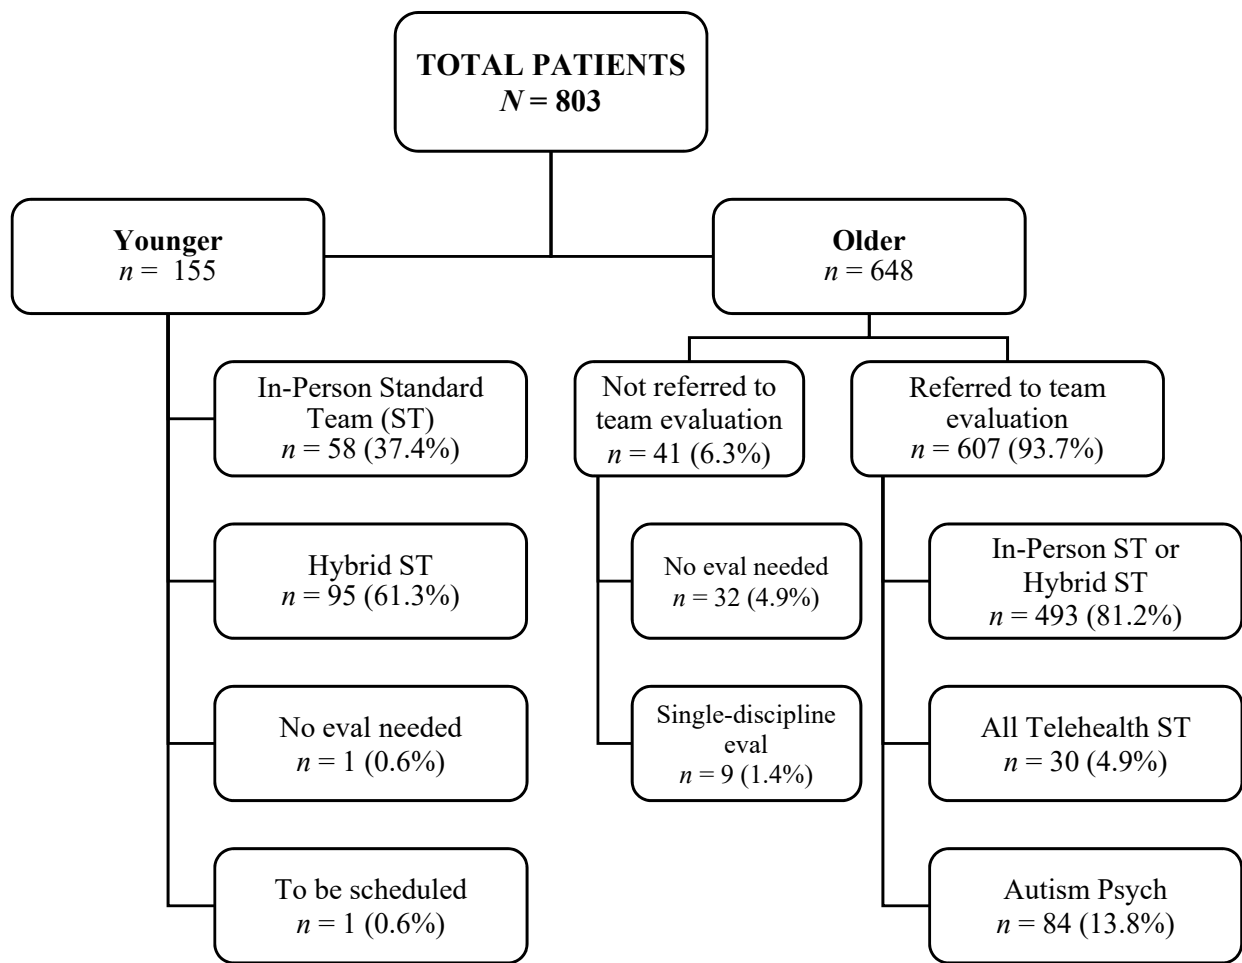 TOTAL PATIENTS
N = 803
Younger
n = 155
Older
n = 648
In-Person Standard
Team (ST)
n = 58 (37.4%)
Hybrid ST
n = 95 (61.3%)
No eval needed
n = 1 (0.6%)
To be scheduled
n = 1 (0.6%)
Not referred to
team evaluation
n = 41 (6.3%)
No eval needed
n = 32 (4.9%)
Single-discipline
eval
n = 9 (1.4%)
Referred to team
evaluation
n = 607 (93.7%)
In-Person ST or
Hybrid ST
n = 493 (81.2%)
All Telehealth ST
n = 30 (4.9%)
Autism Psych
n = 84 (13.8%)